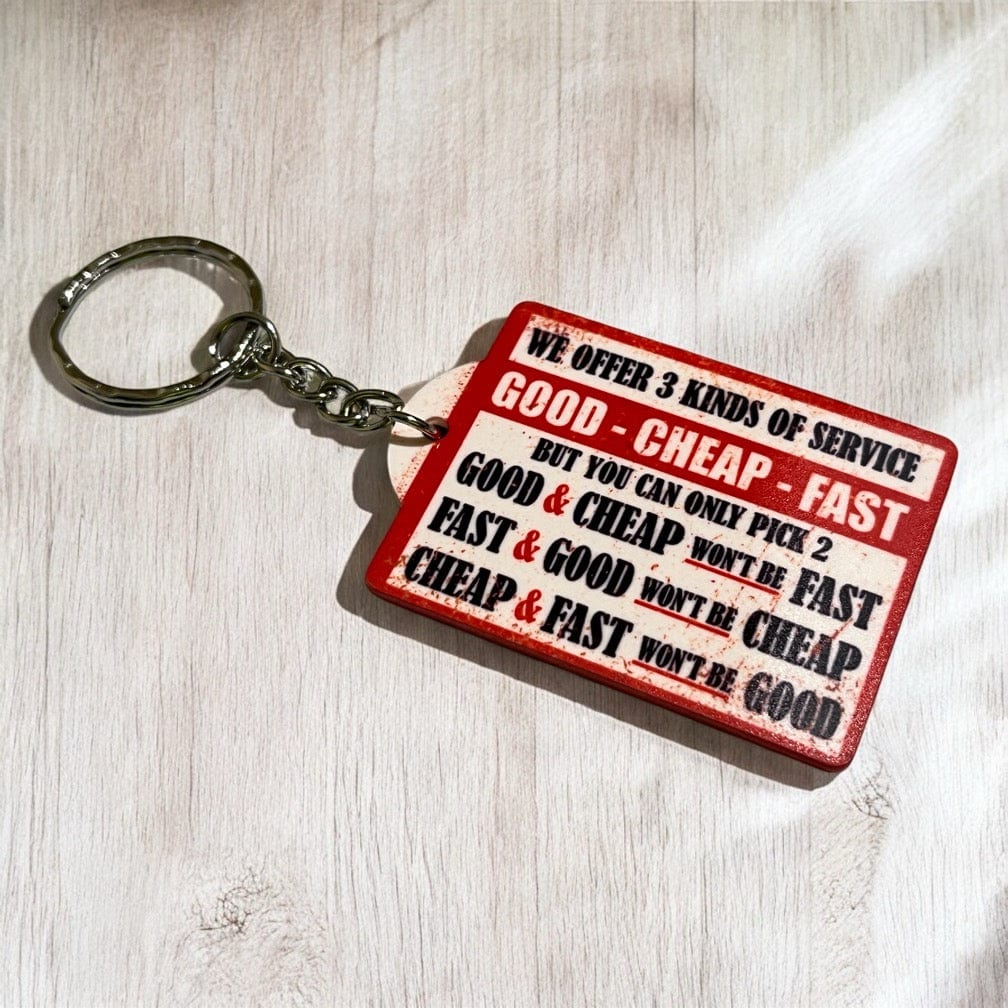 WE OFFER 3 KINDS OF SERVICE
GOOD - CHEAP - FAST
BUT YOU CAN ONLY PICK 2
GOOD & CHEAP WON'T BE FAST
FAST & GOOD WON'T BE CHEAP
CHEAP & FAST WON'T BE GOOD